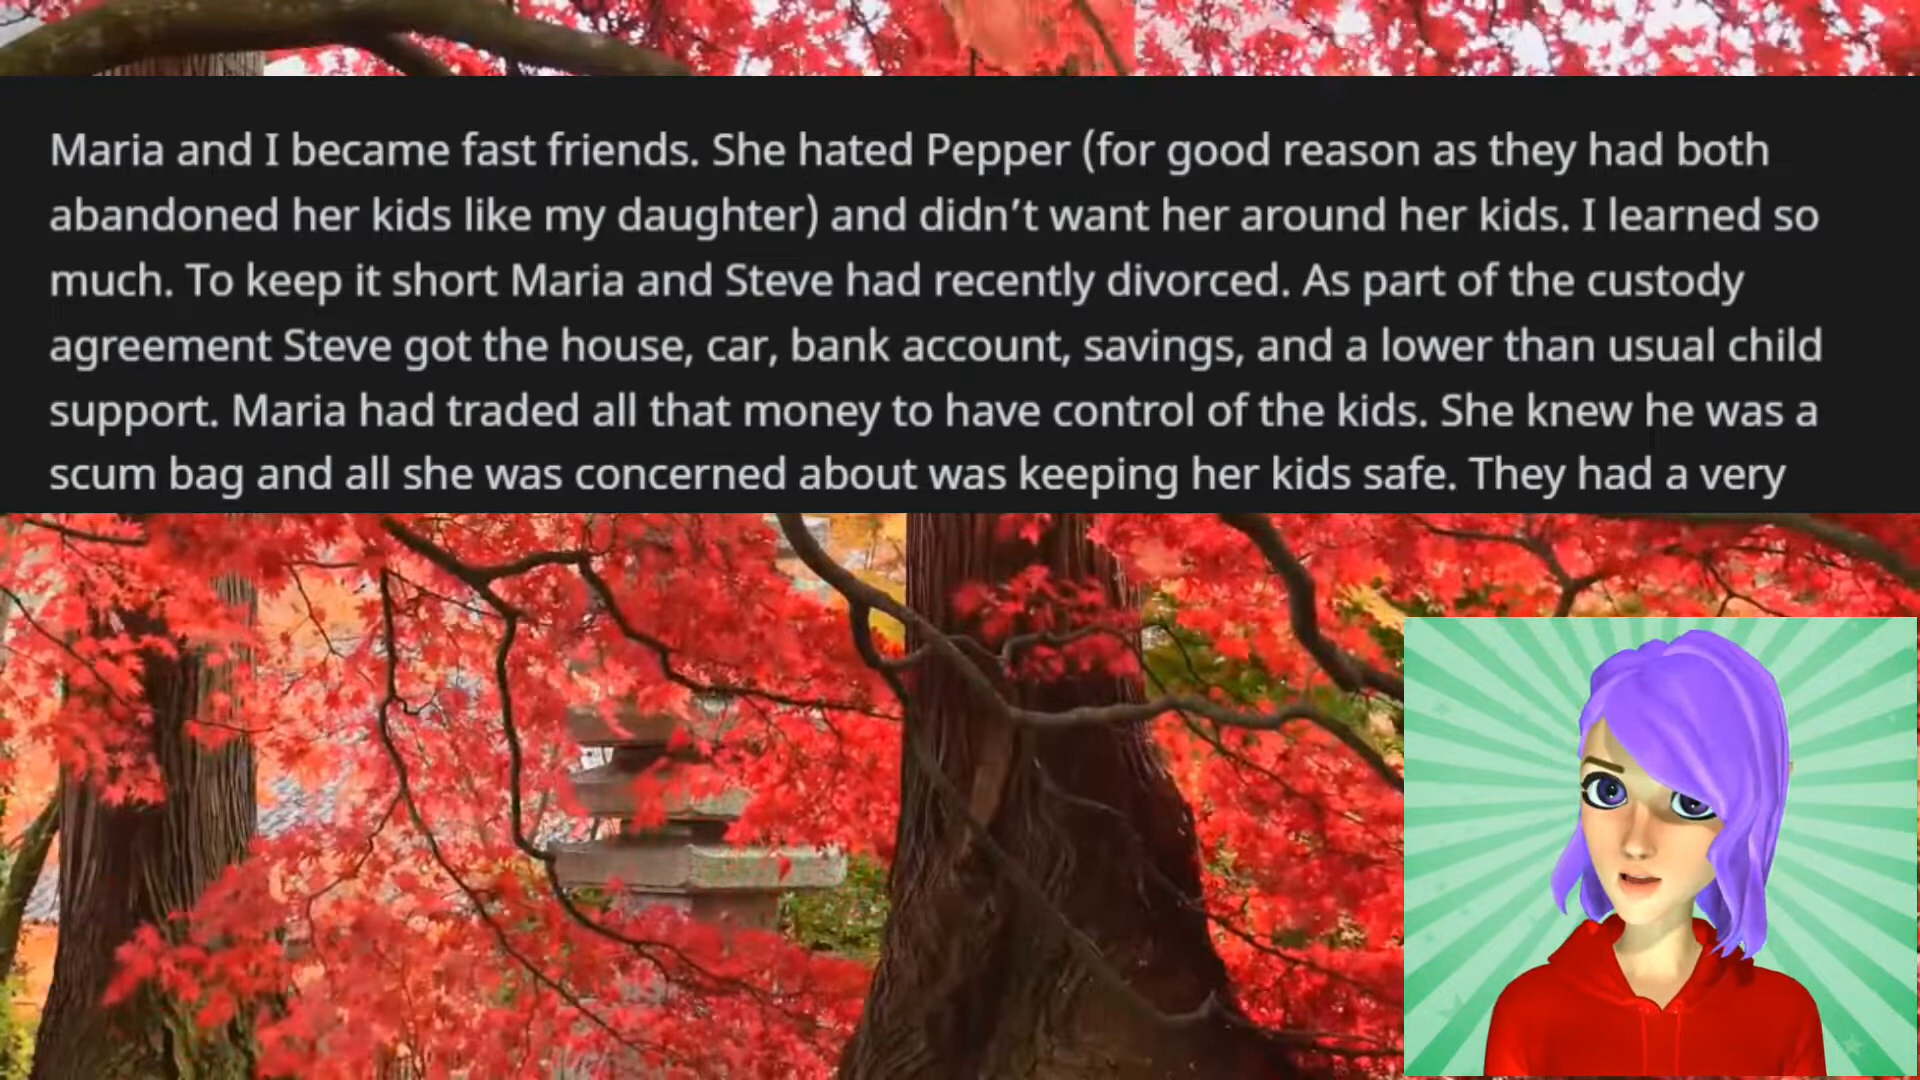 Maria and I became fast friends. She hated Pepper (for good reason as they had both
abandoned her kids like my daughter) and didn’t want her around her kids. I learned so
much. To keep it short Maria and Steve had recently divorced. As part of the custody
agreement Steve got the house, car, bank account, savings, and a lower than usual child
support. Maria had traded all that money to have control of the kids. She knew he was a
scum bag and all she was concerned about was keeping her kids safe. They had a very